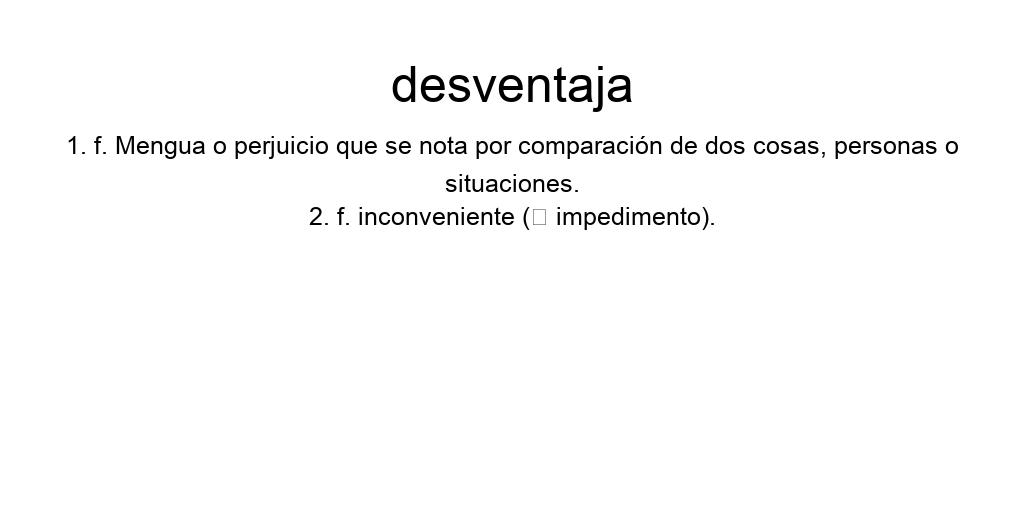 desventaja
1. f. Mengua o perjuicio que se nota por comparación de dos cosas, personas o
situaciones.
2. f. inconveniente (□ impedimento).